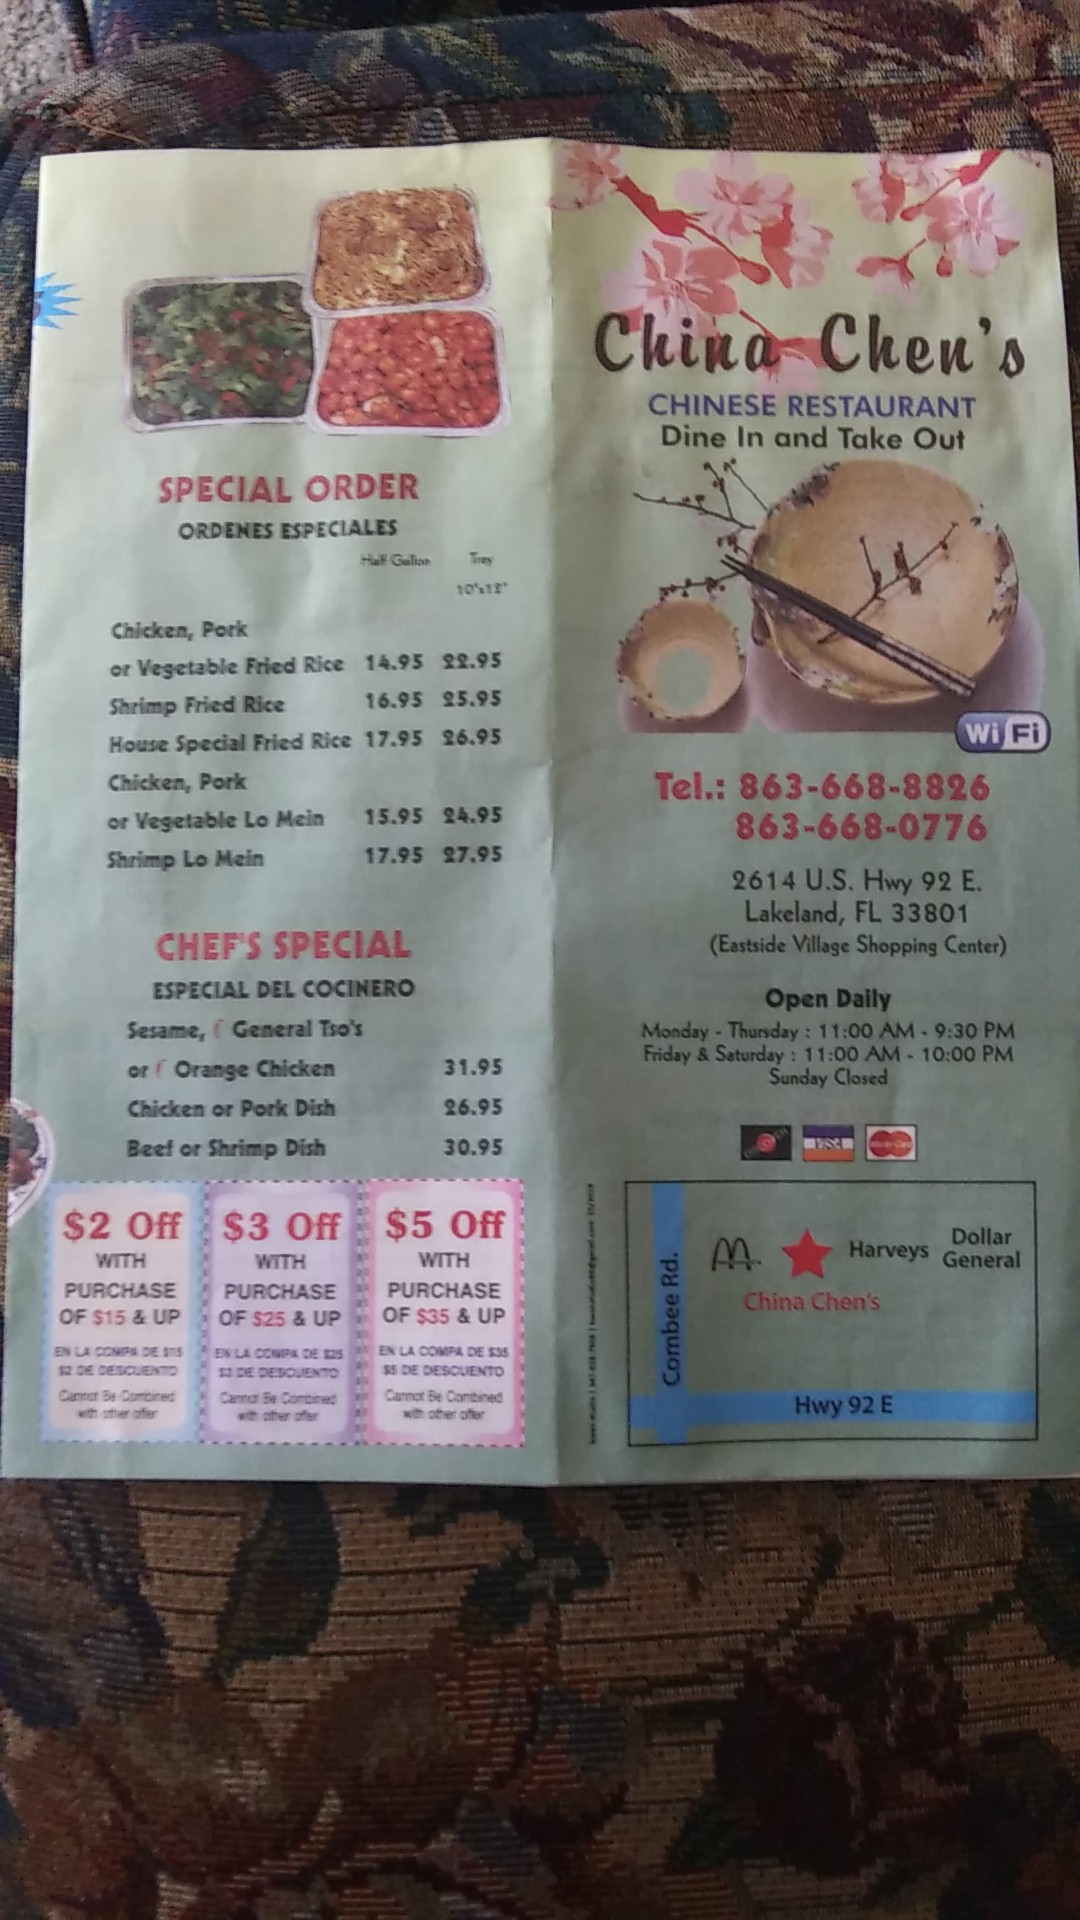 SPECIAL ORDER
ORDENES ESPECIALES
Half Gallon Tray
10"x12"
Chicken, Pork
or Vegetable Fried Rice 14.95 22.95
Shrimp Fried Rice 16.95 25.95
House Special Fried Rice 17.95 26.95
Chicken, Pork
or Vegetable Lo Mein 15.95 24.95
Shrimp Lo Mein 17.95 27.95
CHEF'S SPECIAL
ESPECIAL DEL COCINERO
Sesame, General Tso's
or Orange Chicken 31.95
Chicken or Pork Dish 26.95
Beef or Shrimp Dish 30.95
$2 Off
WITH
PURCHASE
OF $15 & UP
EN LA COMPA DE $15
$2 DE DESCUENTO
Cannot Be Combined
with other offer
$3 Off
WITH
PURCHASE
OF $25 & UP
EN LA COMPA DE $25
$3 DE DESCUENTO
Cannot Be Combined
with other offer
$5 Off
WITH
PURCHASE
OF $35 & UP
EN LA COMPA DE $35
$5 DE DESCUENTO
Cannot Be Combined
with other offer
China Chen's
CHINESE RESTAURANT
Dine In and Take Out
Wi Fi
Tel.: 863-668-8826
863-668-0776
2614 U.S. Hwy 92 E.
Lakeland, FL 33801
(Eastside Village Shopping Center)
Open Daily
Monday - Thursday : 11:00 AM - 9:30 PM
Friday & Saturday : 11:00 AM - 10:00 PM
Sunday Closed
VISA
MasterCard
Combee Rd.
Harveys
Dollar
General
China Chen's
Hwy 92 E